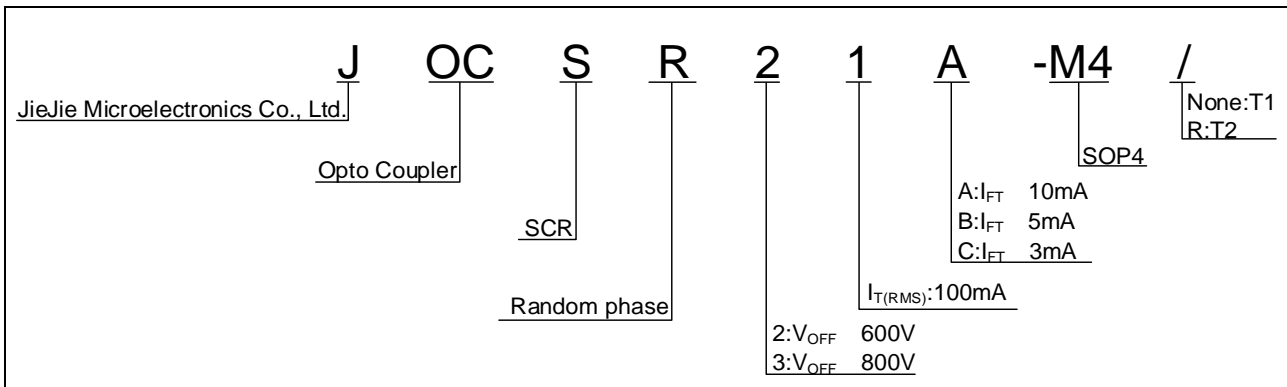 J OC S R 2 1 A -M4 /
JieJie Microelectronics Co., Ltd.
None:T1
R:T2
Opto Coupler
SOP4
A:IFT 10mA
B:IFT 5mA
C:IFT 3mA
SCR
Random phase
IT(RMS):100mA
2:VOFF 600V
3:VOFF 800V